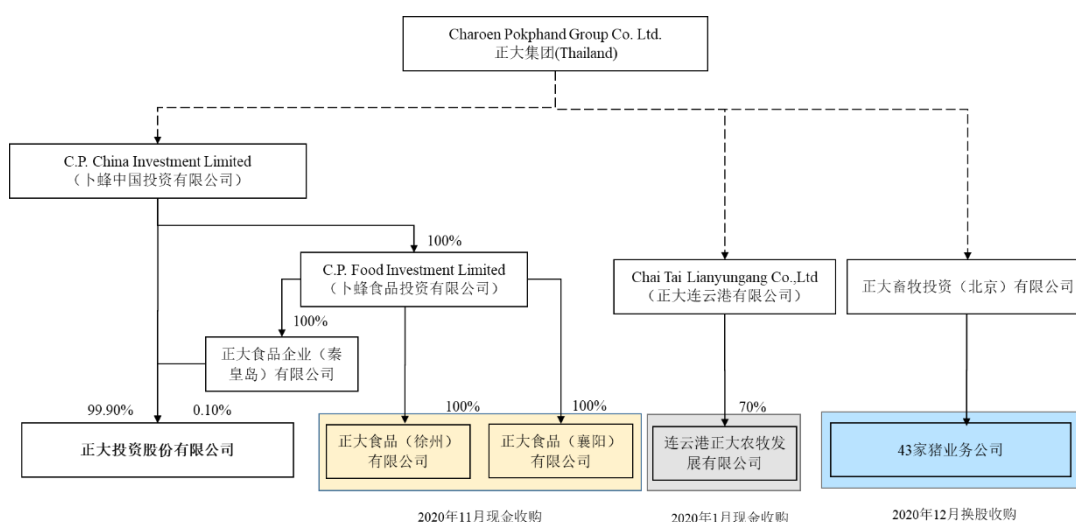 Charoen Pokphand Group Co. Ltd.
正大集团(Thailand)
C.P. China Investment Limited
（卜蜂中国投资有限公司）
100%
C.P. Food Investment Limited
（卜蜂食品投资有限公司）
Chai Tai Lianyungang Co.,Ltd
（正大连云港有限公司）
正大畜牧投资（北京）有限公司
100%
正大食品企业（秦
皇岛）有限公司
99.90%
0.10%
100%
100%
70%
正大投资股份有限公司
正大食品（徐州）
有限公司
正大食品（襄阳）
有限公司
连云港正大农牧发
展有限公司
43家猪业务公司
2020年11月现金收购
2020年1月现金收购
2020年12月换股收购